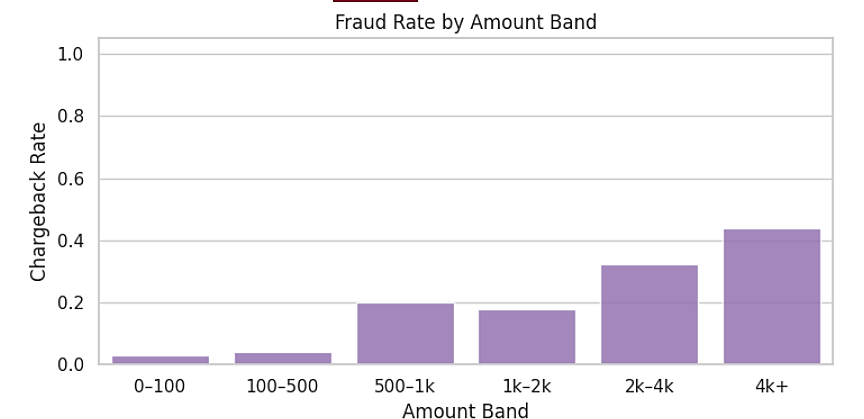 Fraud Rate by Amount Band
1.0
0.8
0.6
0.4
0.2
0.0
Chargeback Rate
0–100 100–500 500–1k 1k–2k 2k–4k 4k+
Amount Band